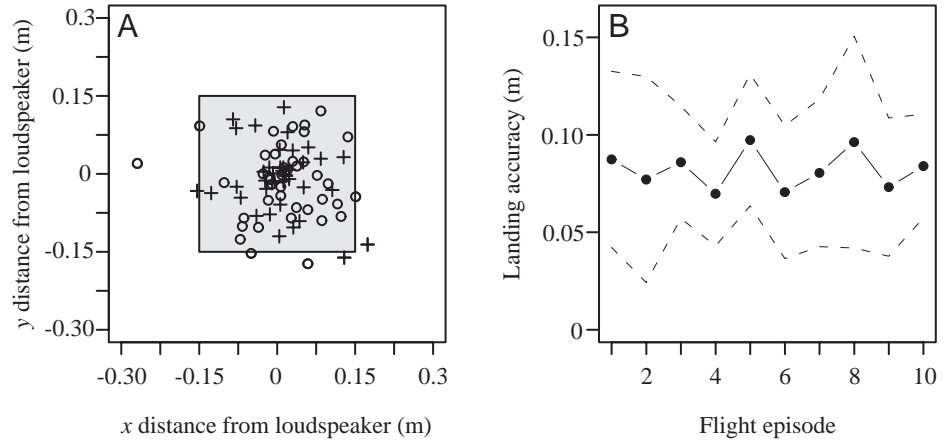 A
y distance from loudspeaker (m)
0.3
0.15
0
-0.15
-0.30
-0.30 -0.15 0 0.15 0.3
x distance from loudspeaker (m)
B
Landing accuracy (m)
0.15
0.10
0.05
0
2 4 6 8 10
Flight episode